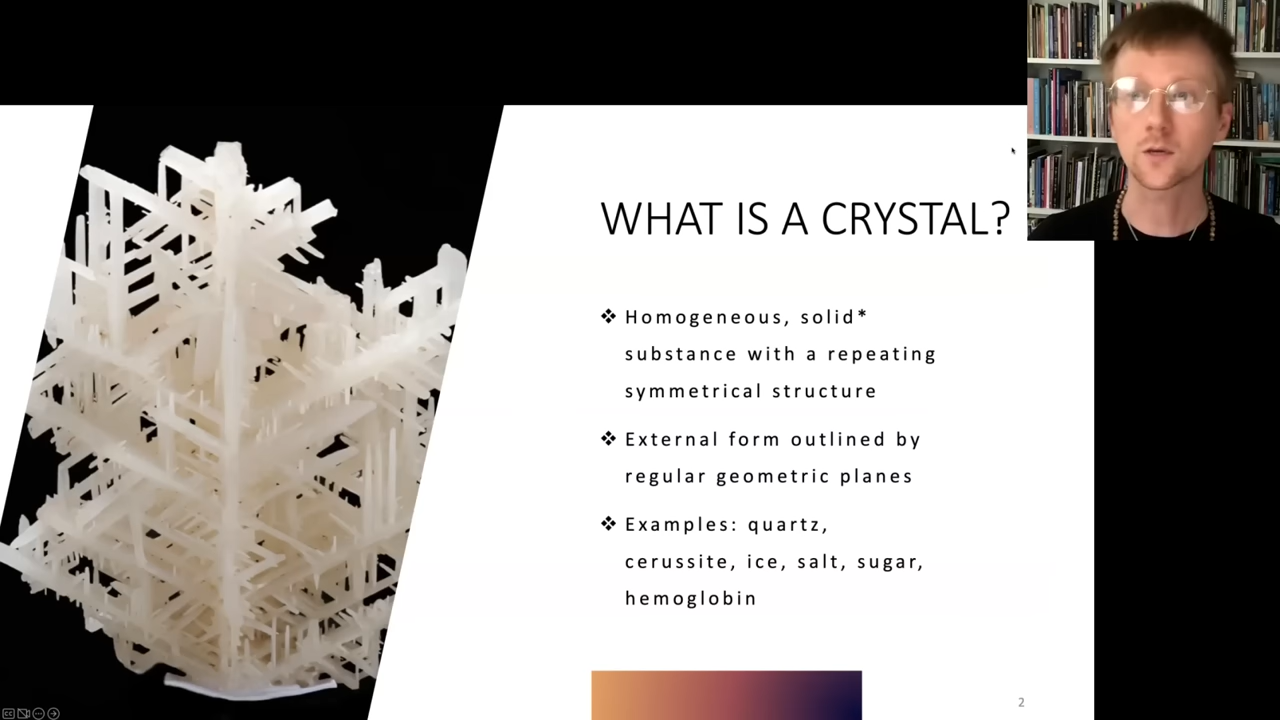 WHAT IS A CRYSTAL?
❖ Homogeneous, solid*
substance with a repeating
symmetrical structure
❖ External form outlined by
regular geometric planes
❖ Examples: quartz,
cerussite, ice, salt, sugar,
hemoglobin
2